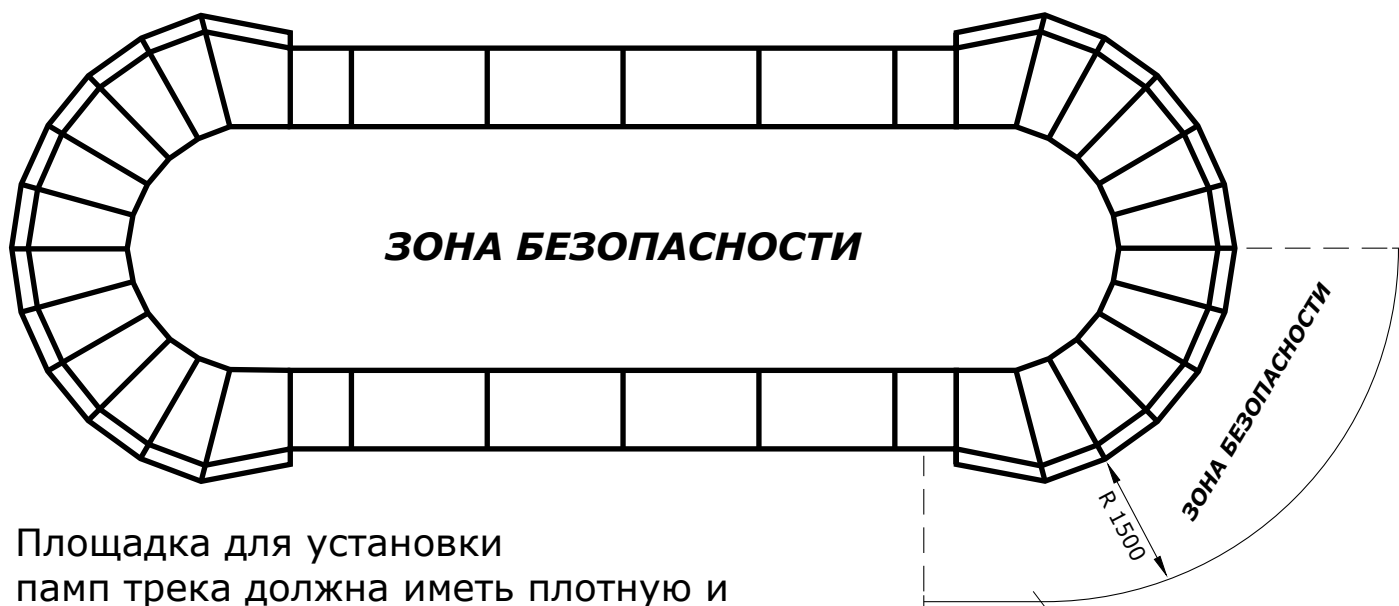 ЗОНА БЕЗОПАСНОСТИ
ЗОНА БЕЗОПАСНОСТИ
R 1500
Площадка для установки
памп трека должна иметь плотную и